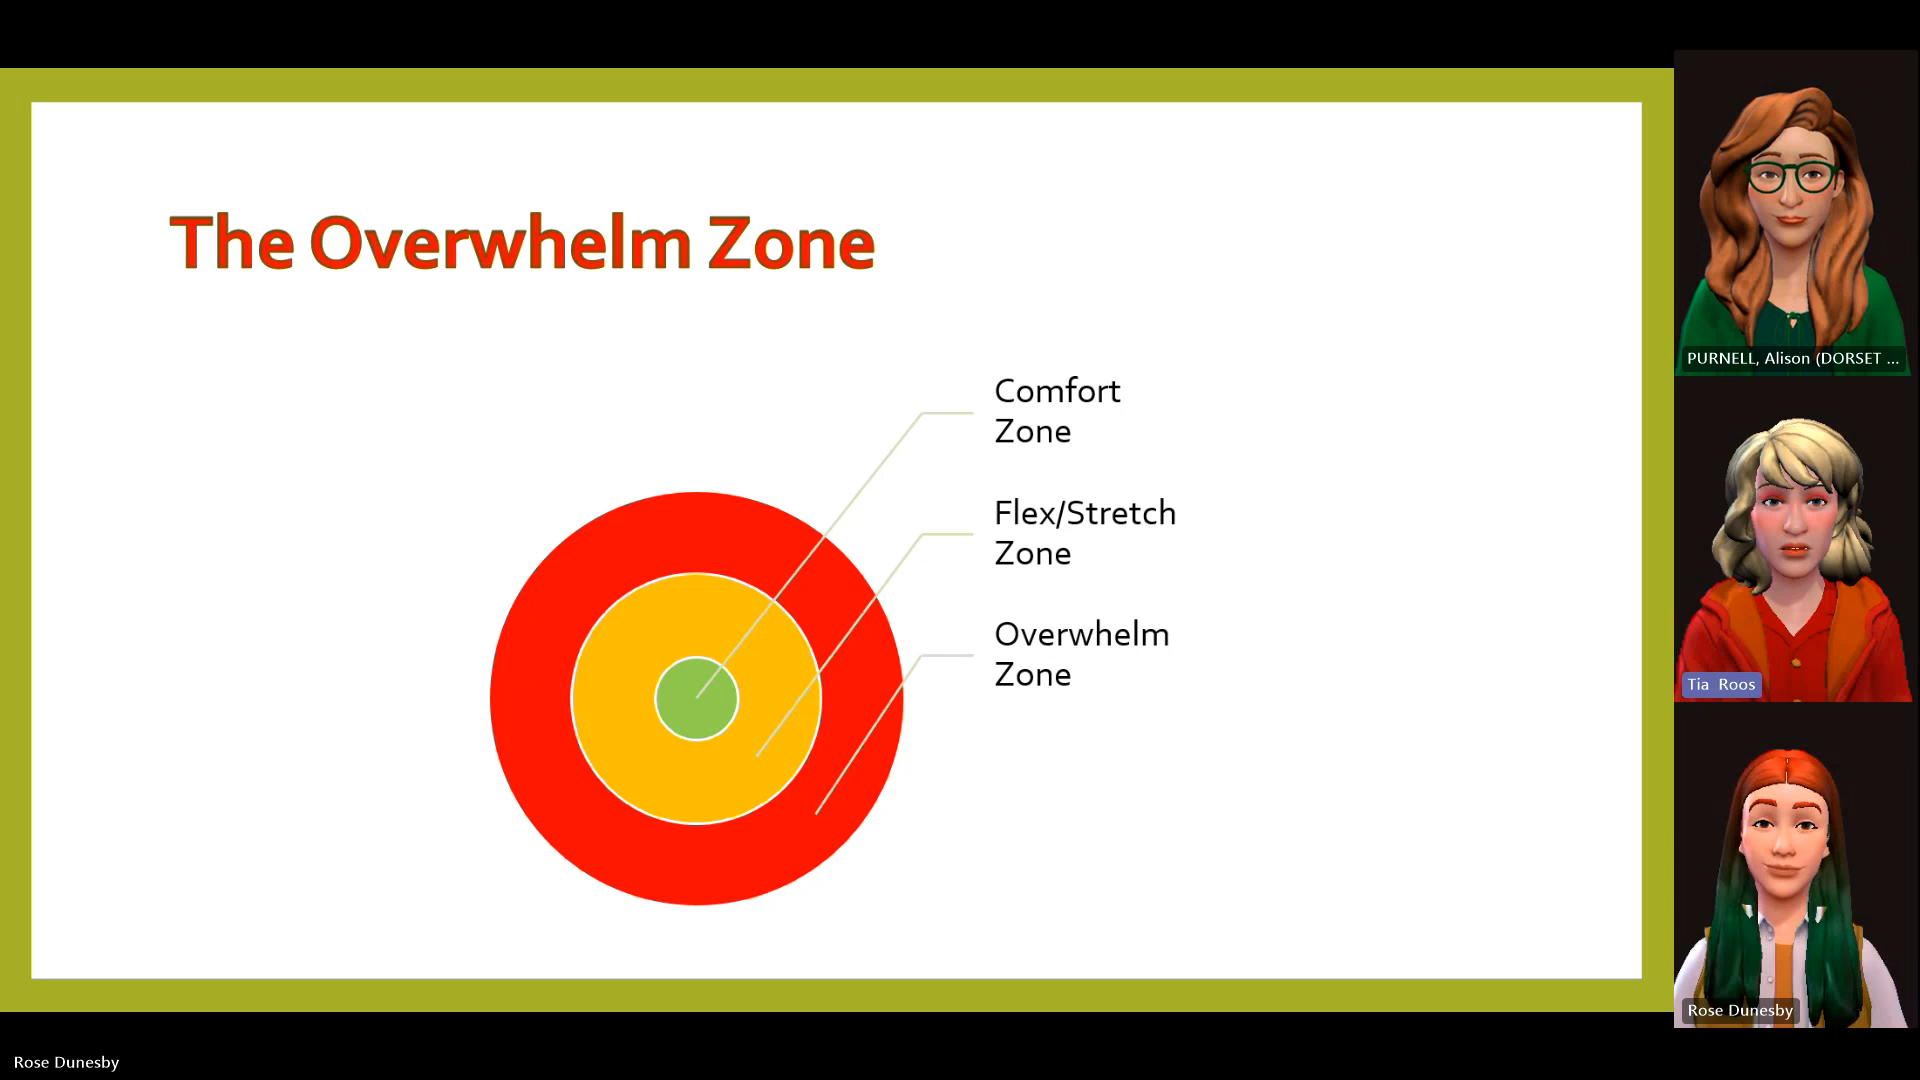 The Overwhelm Zone
Comfort
Zone
Flex/Stretch
Zone
Overwhelm
Zone
PURNELL, Alison (DORSET ...
Tia Roos
Rose Dunesby
Rose Dunesby